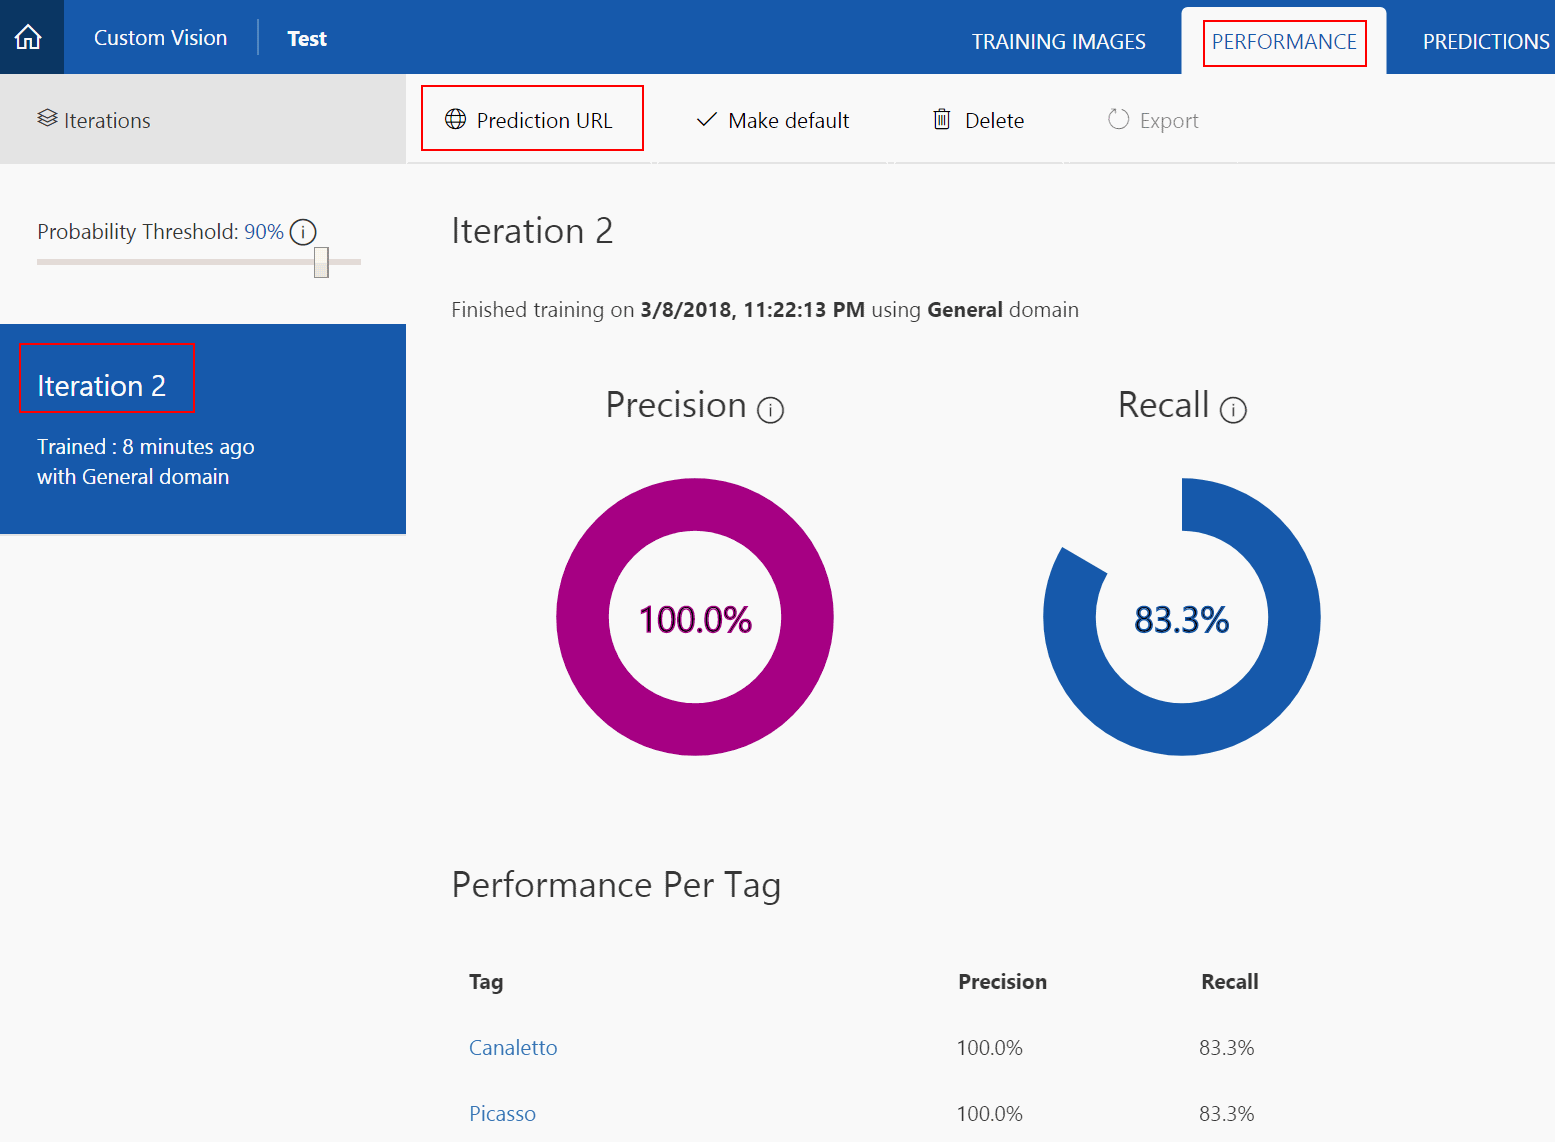 Custom Vision Test TRAINING IMAGES PERFORMANCE PREDICTIONS
Iterations Prediction URL Make default Delete Export
Probability Threshold: 90%
Iteration 2
Trained : 8 minutes ago
with General domain
Iteration 2
Finished training on 3/8/2018, 11:22:13 PM using General domain
Precision Recall
100.0% 83.3%
Performance Per Tag
Tag Precision Recall
Canaletto 100.0% 83.3%
Picasso 100.0% 83.3%